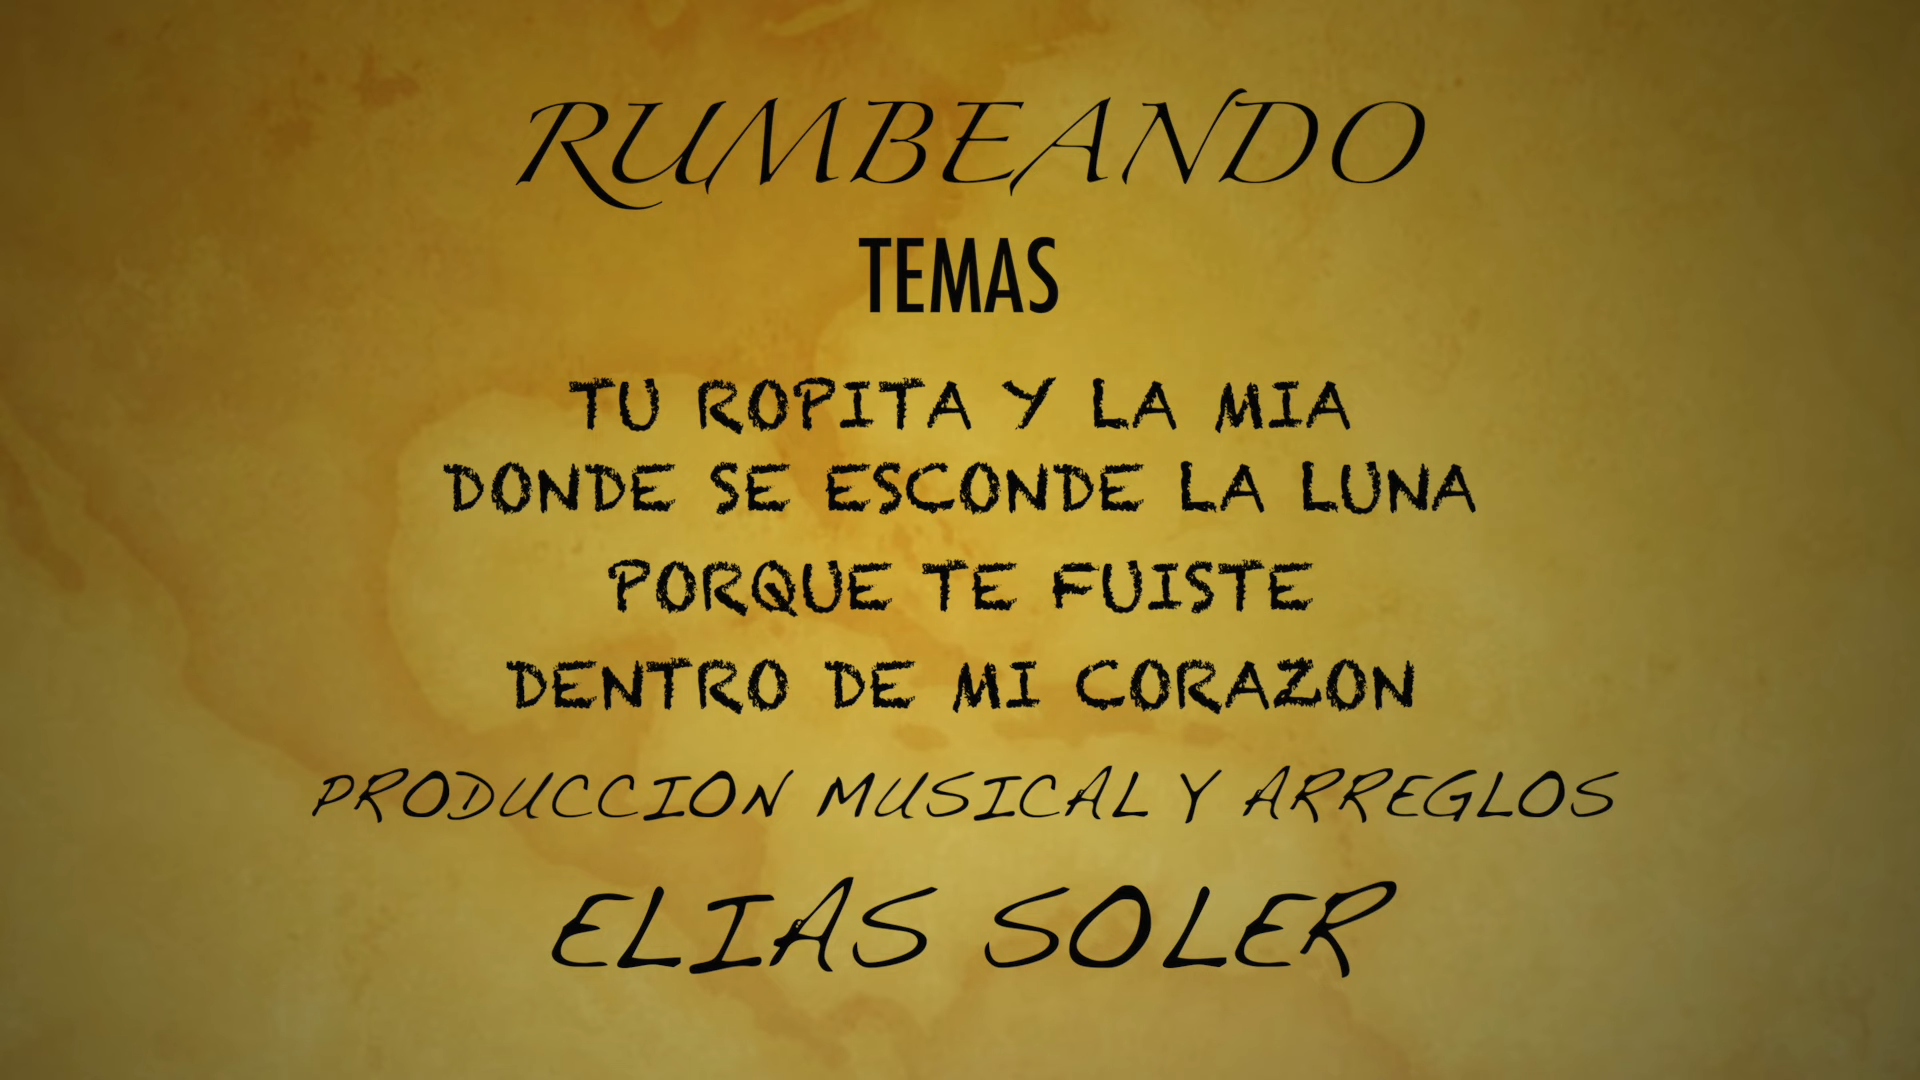 RUMBEANDO
TEMAS
TU ROPITA Y LA MIA
DONDE SE ESCONDE LA LUNA
PORQUE TE FUISTE
DENTRO DE MI CORAZON
PRODUCCION MUSICAL Y ARREGLOS
ELIAS SOLER